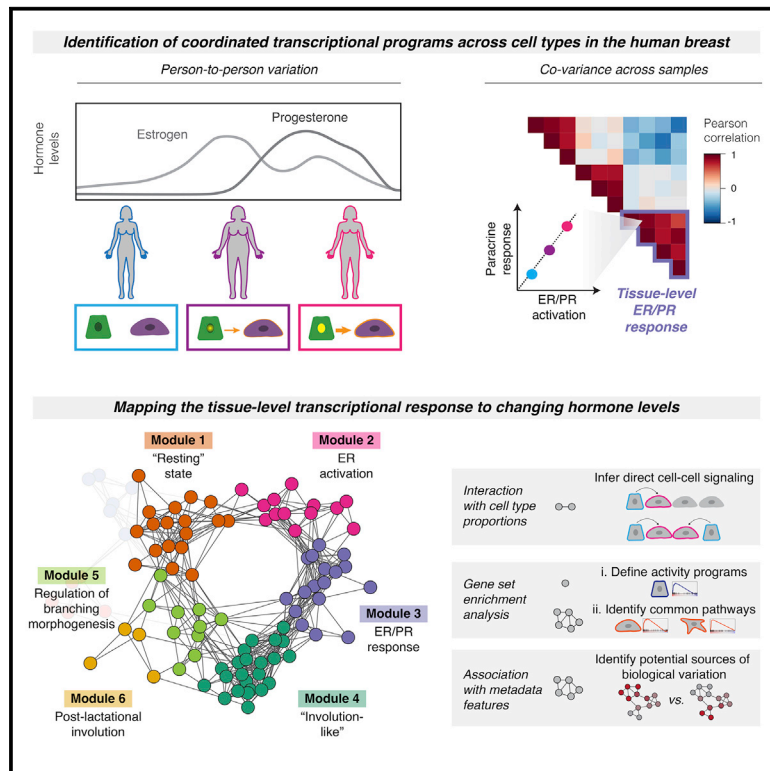 Identification of coordinated transcriptional programs across cell types in the human breast
Person-to-person variation
Hormone
levels
Estrogen
Progesterone
Co-variance across samples
Pearson
correlation
1
0
-1
Paracrine
response
ER/PR
activation
Tissue-level
ER/PR
response
Mapping the tissue-level transcriptional response to changing hormone levels
Module 1
"Resting"
state
Module 2
ER
activation
Module 5
Regulation of
branching
morphogenesis
Module 3
ER/PR
response
Module 6
Post-lactational
involution
Module 4
"Involution-
like"
Interaction
with cell type
proportions
Infer direct cell-cell signaling
Gene set
enrichment
analysis
i. Define activity programs
ii. Identify common pathways
Association
with metadata
features
Identify potential sources of
biological variation
vs.